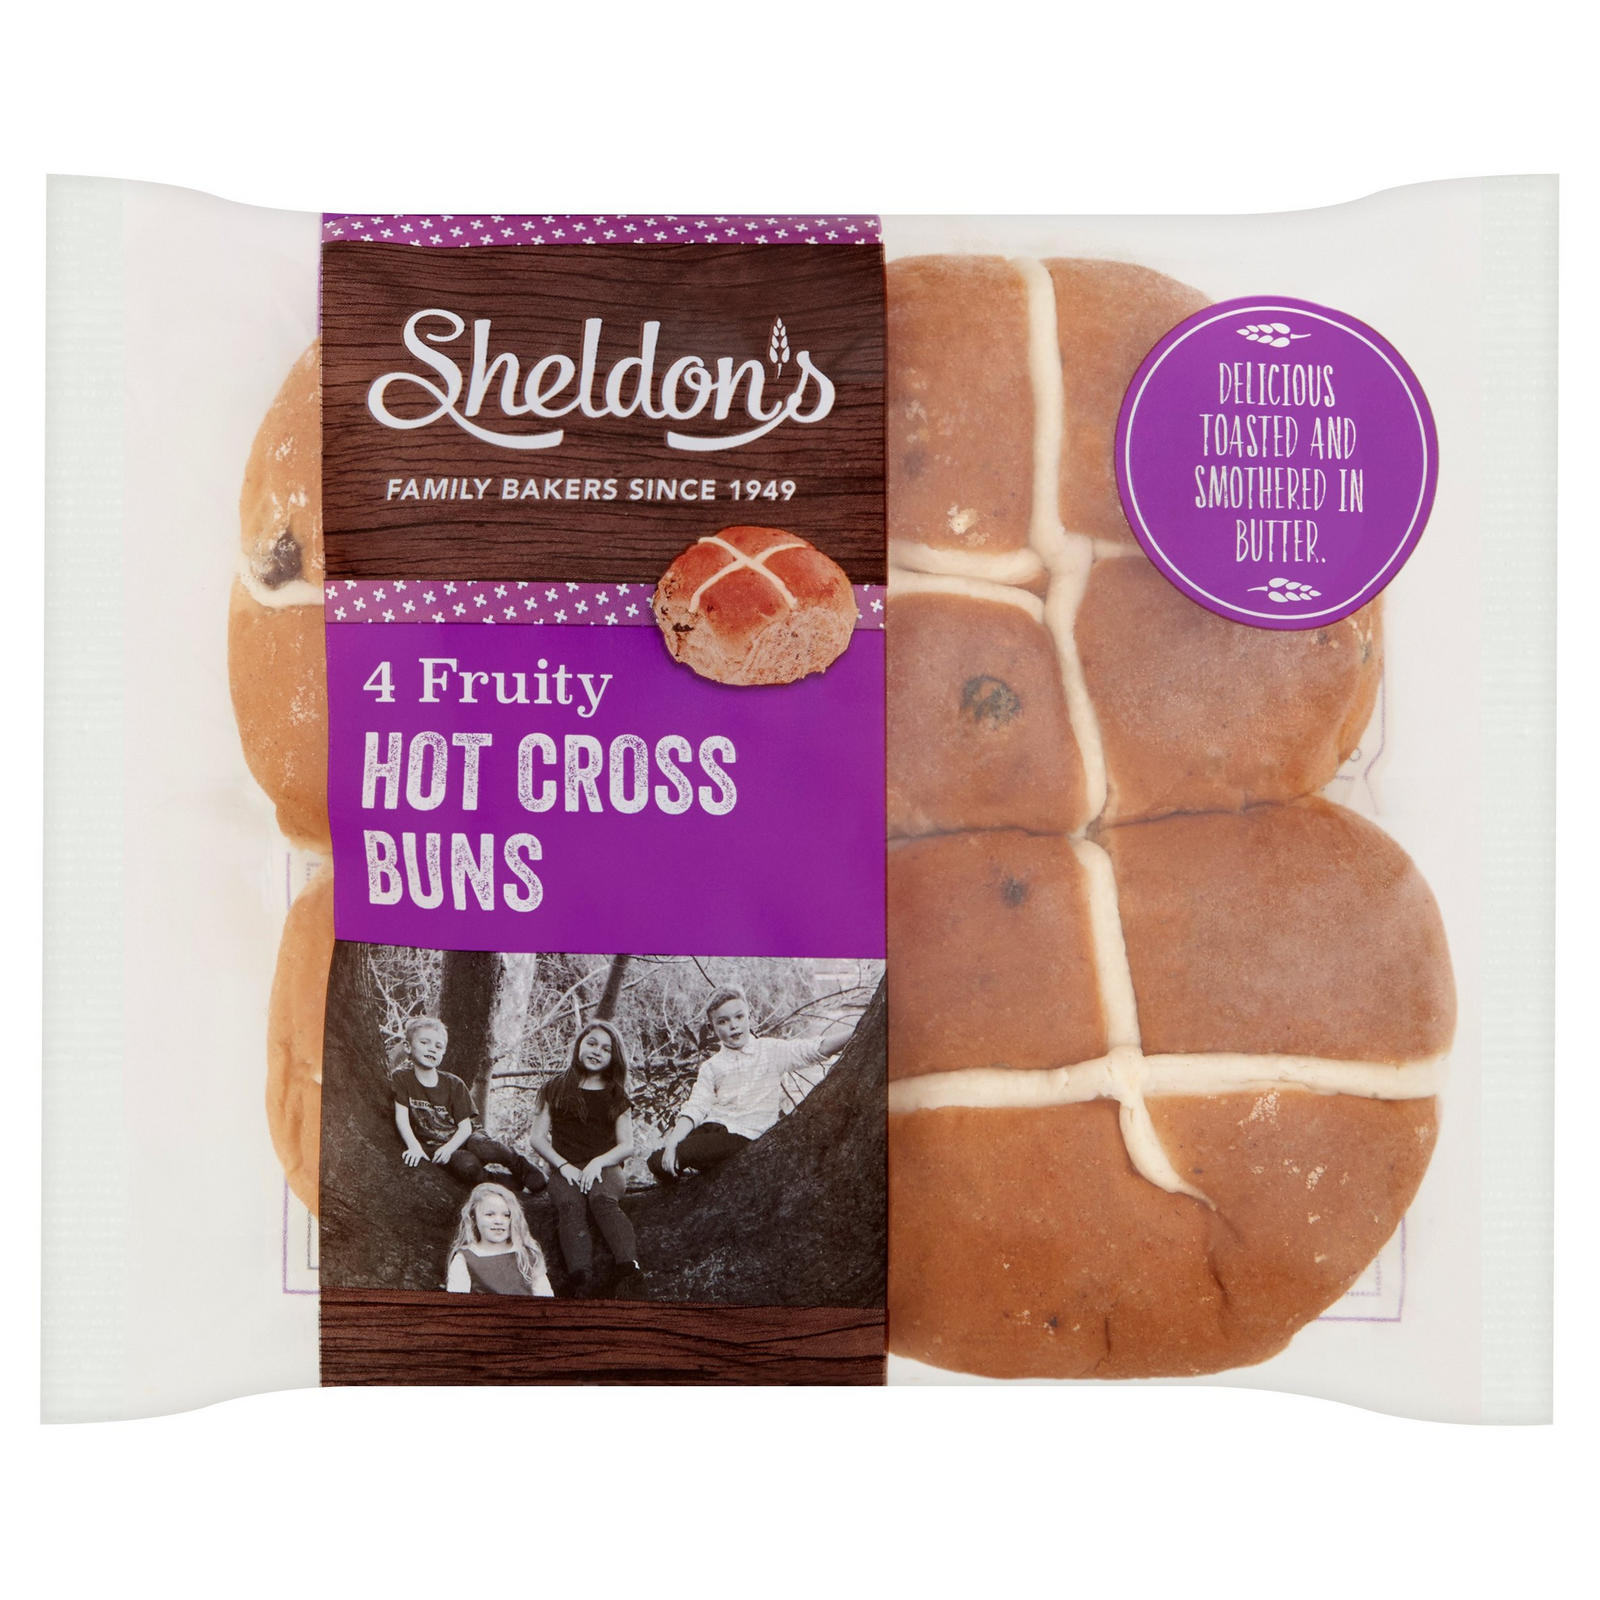 Sheldon's
FAMILY BAKERS SINCE 1949
4 Fruity
HOT CROSS
BUNS
DELICIOUS
TOASTED AND
SMOTHERED IN
BUTTER.